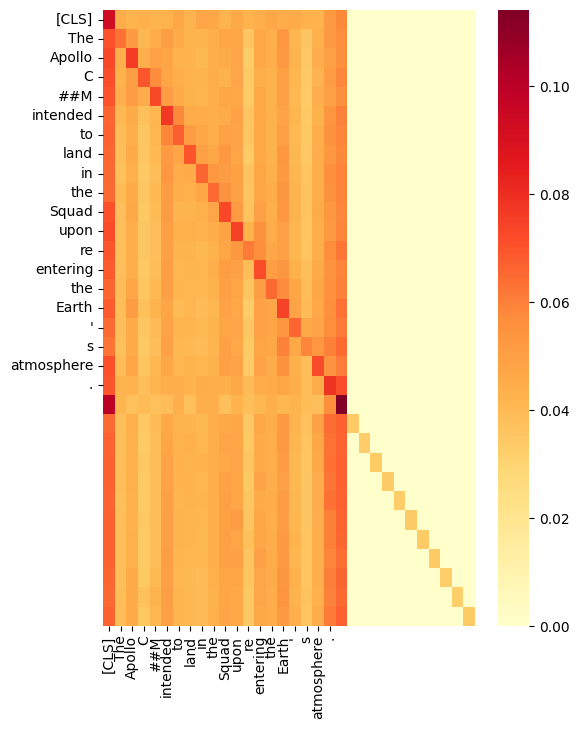 [CLS]
The
Apollo
C
##M
intended
to
land
in
the
Squad
upon
re
entering
the
Earth
'
s
atmosphere
.
0.10
0.08
0.06
0.04
0.02
0.00
[CLS]
The
Apollo
C
##M
intended
to
land
in
the
Squad
upon
re
entering
the
Earth
'
s
atmosphere
.